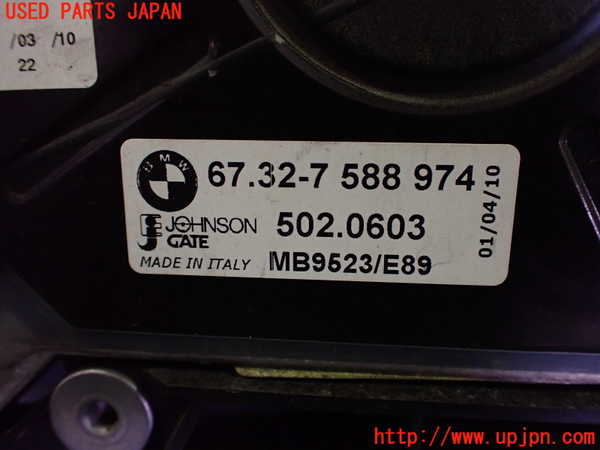 USED PARTS JAPAN
/03 /10
22
BMW
67.32-7 588 974
JOHNSON
GATE
502.0603
MADE IN ITALY
MB9523/E89
01/04/10
http://www.upjpn.com/